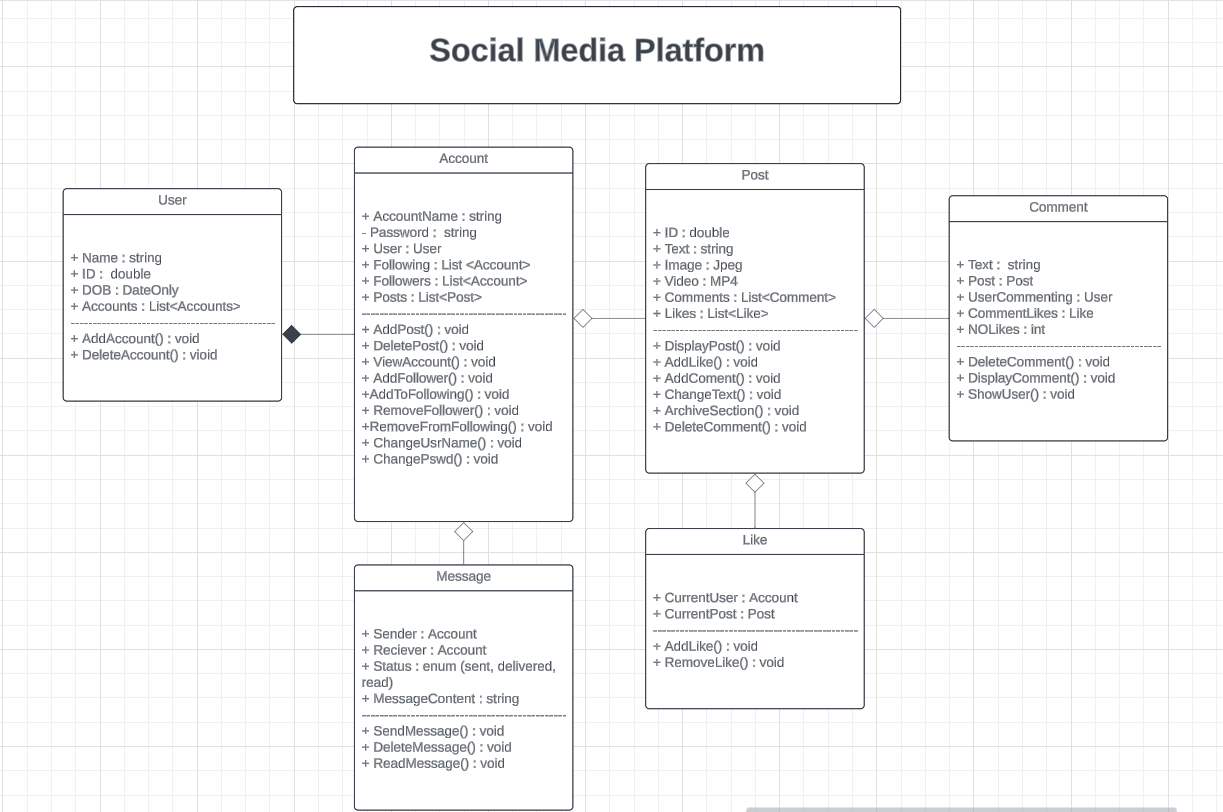 Social Media Platform
User
+ Name : string
+ ID :  double
+ DOB : DateOnly
+ Accounts : List<Accounts>
+ AddAccount() : void
+ DeleteAccount() : vioid
Account
+ AccountName : string
- Password :  string
+ User : User
+ Following : List <Account>
+ Followers : List<Account>
+ Posts : List<Post>
+ AddPost() : void
+ DeletePost() : void
+ ViewAccount() : void
+ AddFollower() : void
+AddToFollowing() : void
+ RemoveFollower() : void
+RemoveFromFollowing() : void
+ ChangeUsrName() : void
+ ChangePswd() : void
Post
+ ID : double
+ Text : string
+ Image : Jpeg
+ Video : MP4
+ Comments : List<Comment>
+ Likes : List<Like>
+ DisplayPost() : void
+ AddLike() : void
+ AddComent() : void
+ ChangeText() : void
+ ArchiveSection() : void
+ DeleteComment() : void
Comment
+ Text :  string
+ Post : Post
+ UserCommenting : User
+ CommentLikes : Like
+ NOLikes : int
+ DeleteComment() : void
+ DisplayComment() : void
+ ShowUser() : void
Message
+ Sender : Account
+ Reciever : Account
+ Status : enum (sent, delivered,
read)
+ MessageContent : string
+ SendMessage() : void
+ DeleteMessage() : void
+ ReadMessage() : void
Like
+ CurrentUser : Account
+ CurrentPost : Post
+ AddLike() : void
+ RemoveLike() : void